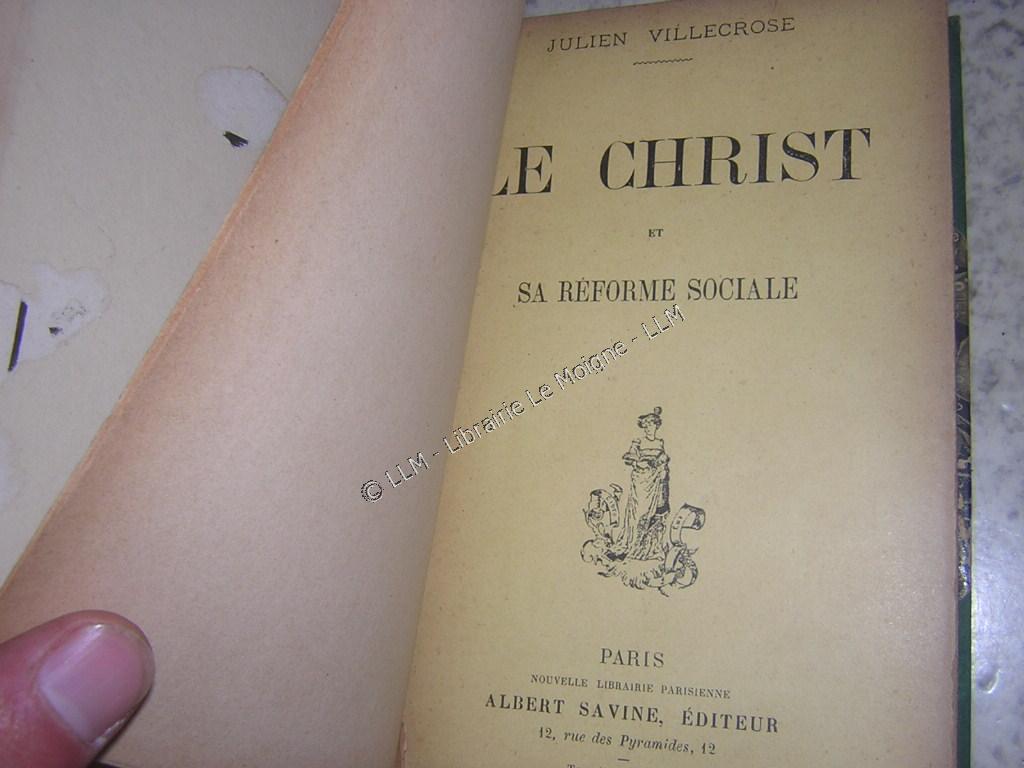 JULIEN VILLECROSE
LE CHRIST
ET
SA RÉFORME SOCIALE
© LLM - Librairie Le Moigne - LLM
PARIS
NOUVELLE LIBRAIRIE PARISIENNE
ALBERT SAVINE, ÉDITEUR
12, rue des Pyramides, 12